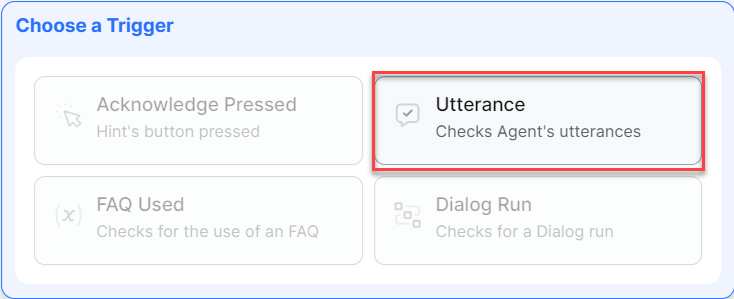 Choose a Trigger
Acknowledge Pressed
Hint's button pressed
Utterance
Checks Agent's utterances
FAQ Used
Checks for the use of an FAQ
Dialog Run
Checks for a Dialog run